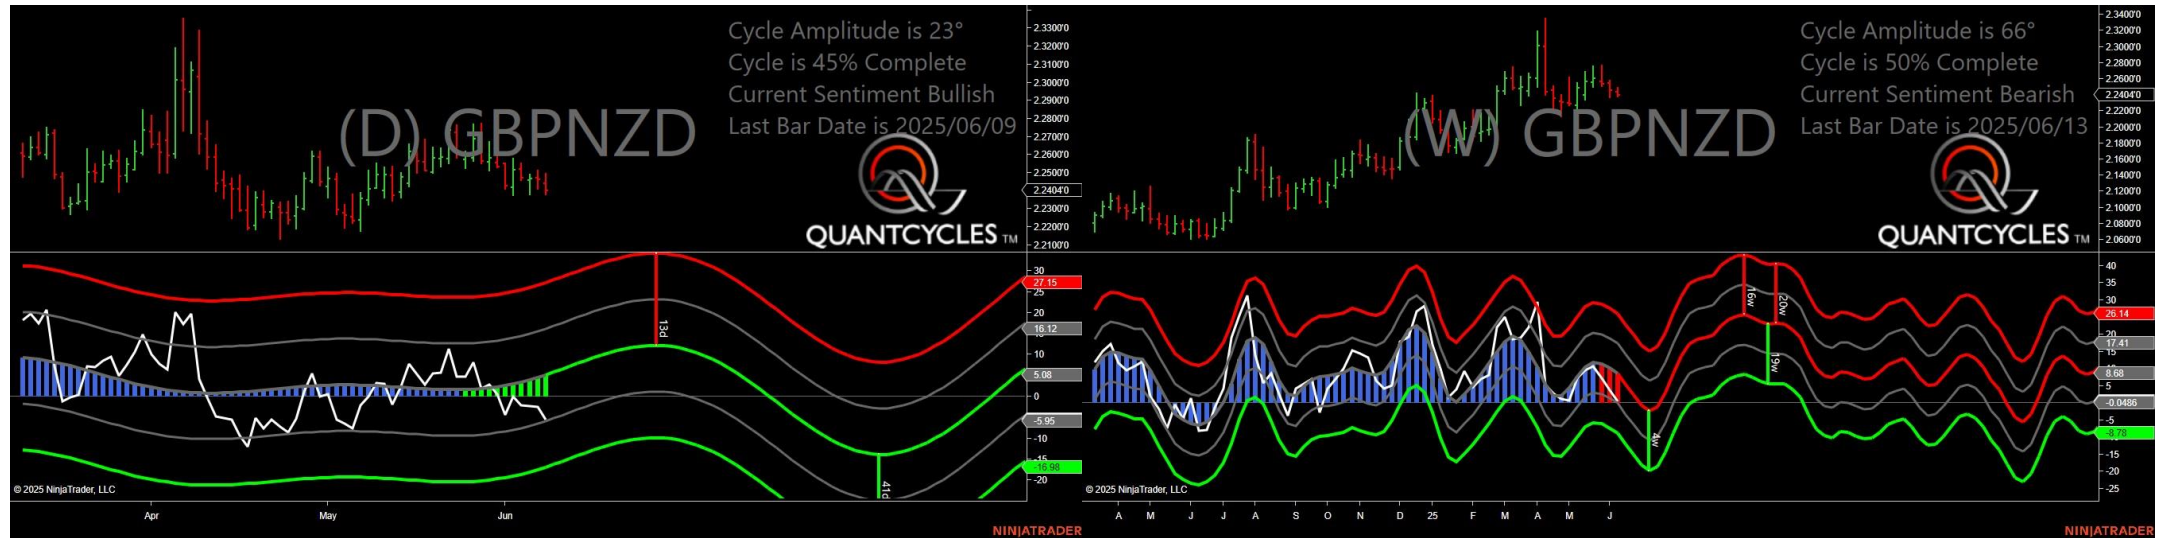 Cycle Amplitude is 23°
Cycle is 45% Complete
Current Sentiment Bullish
Last Bar Date is 2025/06/09
(D) GBPNZD
QUANTCYCLES TM
2.3300'0
2.3200'0
2.3100'0
2.3000'0
2.2900'0
2.2800'0
2.2700'0
2.2600'0
2.2500'0
2.2404'0
2.2300'0
2.2200'0
2.2100'0
30
27.15
25
20
16.12
10
5.08
0
-5.95
-10
-15
-16.98
-20
13d
41d
© 2025 NinjaTrader, LLC
Apr May Jun
NINJATRADER
Cycle Amplitude is 66°
Cycle is 50% Complete
Current Sentiment Bearish
Last Bar Date is 2025/06/13
(W) GBPNZD
QUANTCYCLES TM
2.3400'0
2.3200'0
2.3000'0
2.2800'0
2.2600'0
2.2404'0
2.2200'0
2.2000'0
2.1800'0
2.1600'0
2.1400'0
2.1200'0
2.1000'0
2.0800'0
2.0600'0
40
35
30
26.14
20
17.41
15
8.68
5
-0.0486
-5
-8.78
-15
-20
-25
16w
20w
19w
4w
© 2025 NinjaTrader, LLC
A M J J A S O N D 25 F M A M J
NINJATRADER